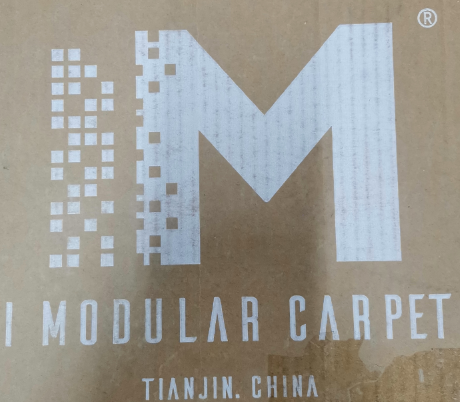 M®
I MODULAR CARPET
TIANJIN. CHINA